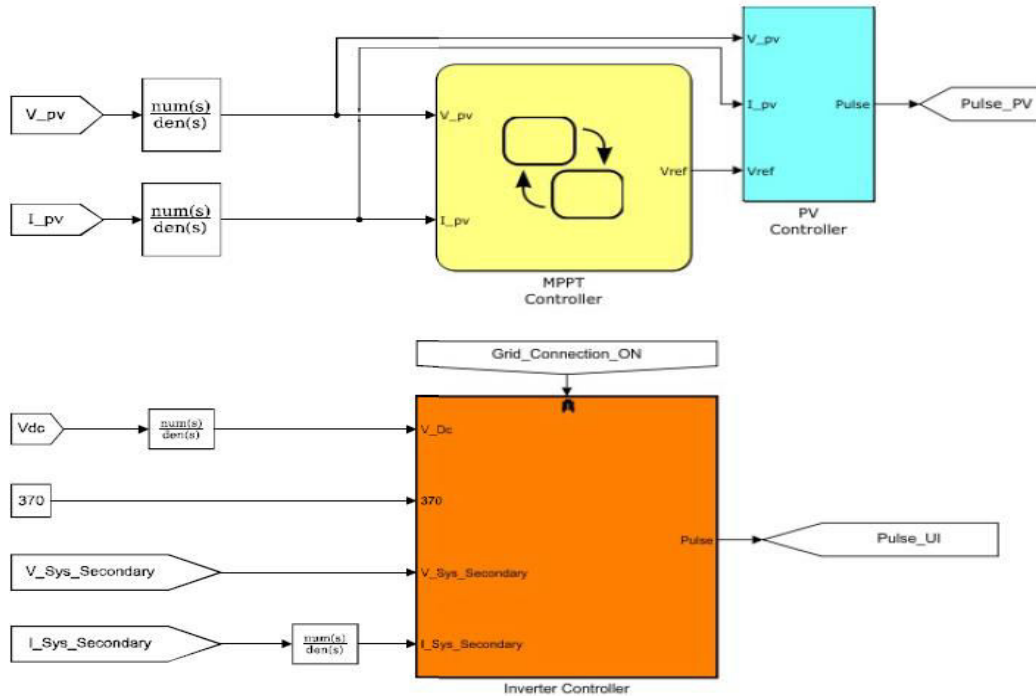 V_pv
num(s)
den(s)
I_pv
num(s)
den(s)
V_pv
I_pv
Vref
MPPT
Controller
V_pv
I_pv
Vref
Pulse
PV
Controller
Pulse_PV
Grid_Connection_ON
Vdc
num(s)
den(s)
370
V_Sys_Secondary
I_Sys_Secondary
num(s)
den(s)
V_Dc
370
V_Sys_Secondary
I_Sys_Secondary
Pulse
Inverter Controller
Pulse_UI